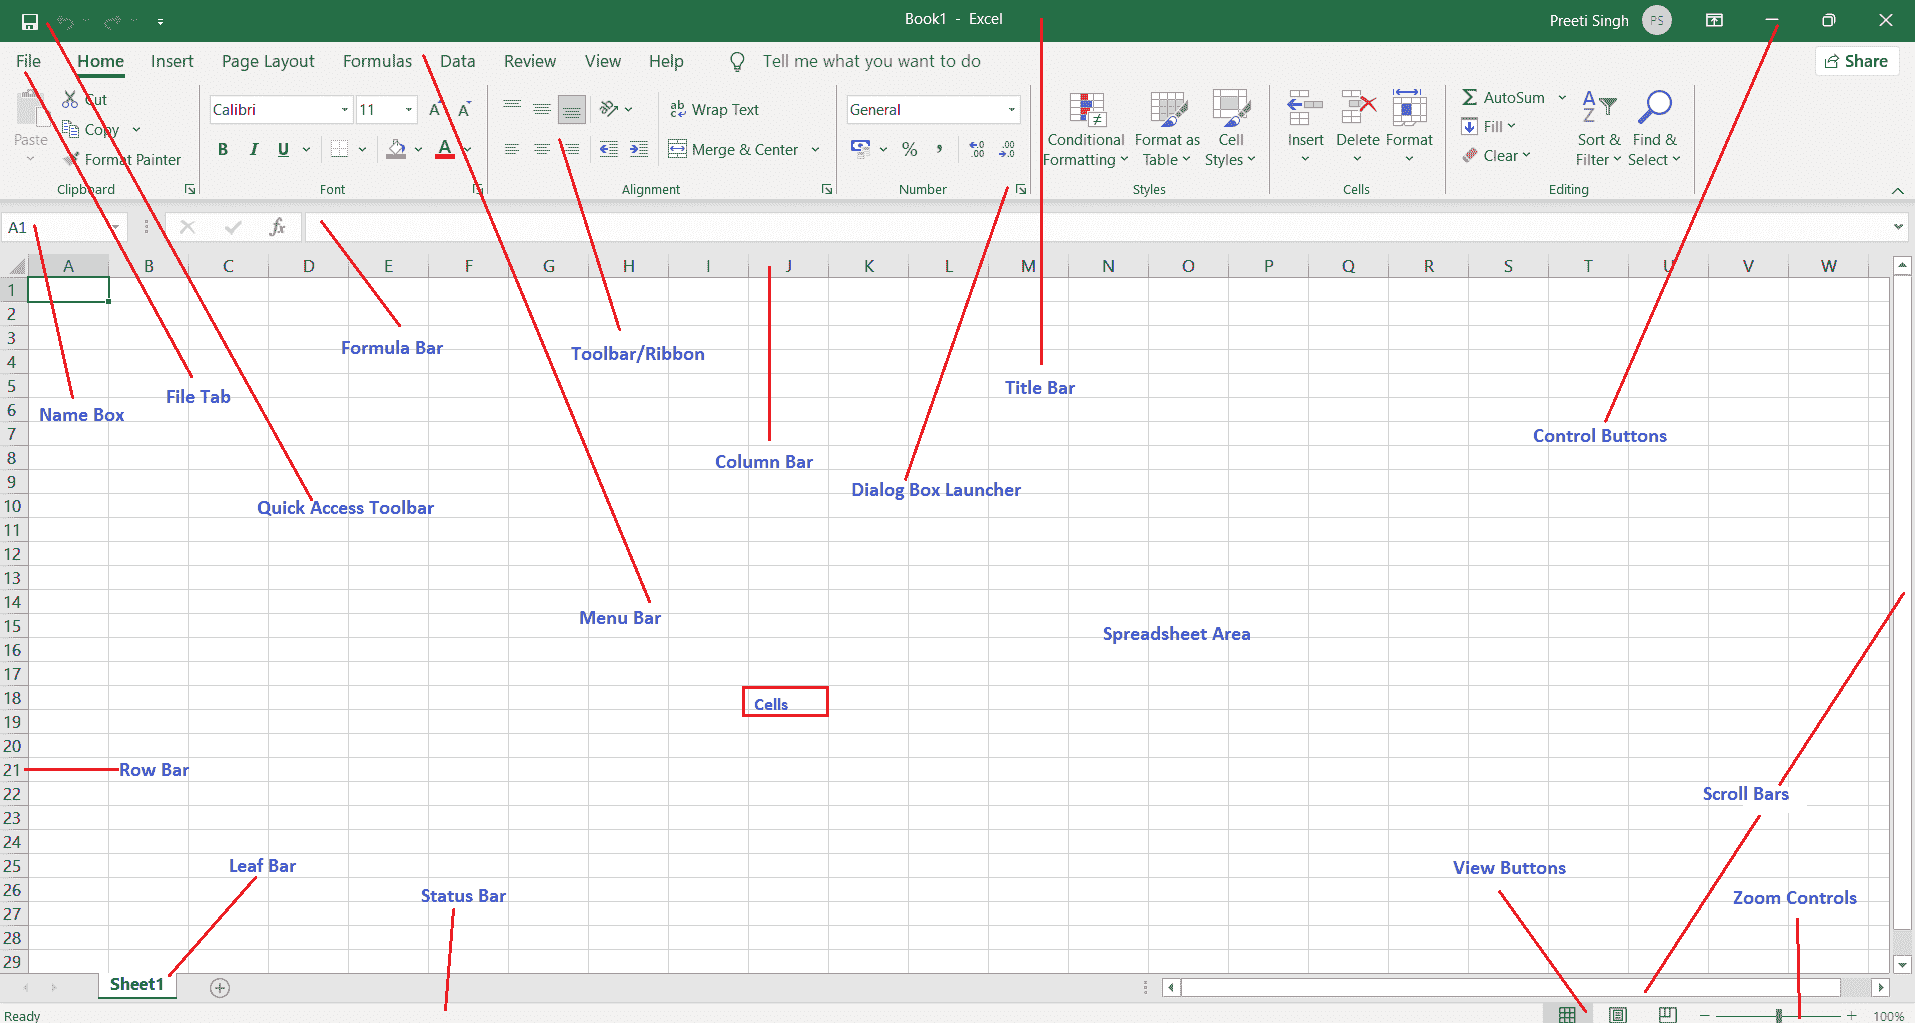 Book1 - Excel
Preeti Singh PS
File Home Insert Page Layout Formulas Data Review View Help Tell me what you want to do Share
Cut
Copy
Format Painter
Paste
Clipboard
Calibri 11 A A
B I U A
Font
ab Wrap Text
Merge & Center
Alignment
General
% , .00 .00
Number
Conditional Formatting
Format as Table
Cell Styles
Styles
Insert Delete Format
Cells
AutoSum
Fill
Clear
Sort & Filter
Find & Select
Editing
A1 fx
A B C D E F G H I J K L M N O P Q R S T U V W
1
2
3
4
5
6
7
8
9
10
11
12
13
14
15
16
17
18
19
20
21
22
23
24
25
26
27
28
29
Formula Bar
Toolbar/Ribbon
Title Bar
File Tab
Name Box
Control Buttons
Column Bar
Dialog Box Launcher
Quick Access Toolbar
Menu Bar
Spreadsheet Area
Cells
Row Bar
Scroll Bars
Leaf Bar
View Buttons
Status Bar
Zoom Controls
Sheet1
Ready
100%